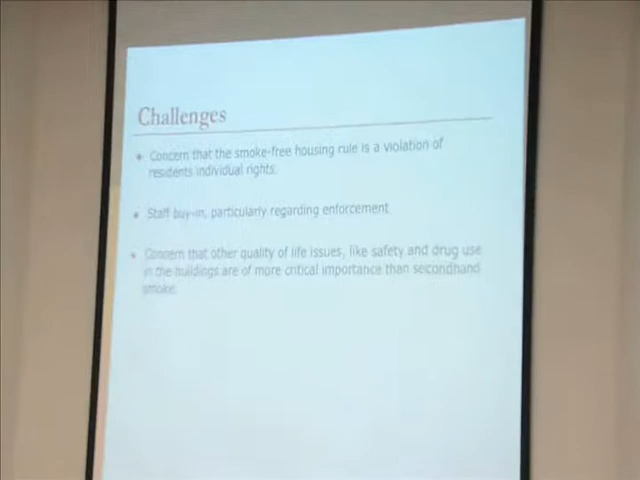 Challenges
Concern that the smoke-free housing rule is a violation of
residents individual rights.
Staff buy-in, particularly regarding enforcement
Concern that other quality of life issues, like safety and drug use
in the buildings are of more critical importance than secondhand
smoke.